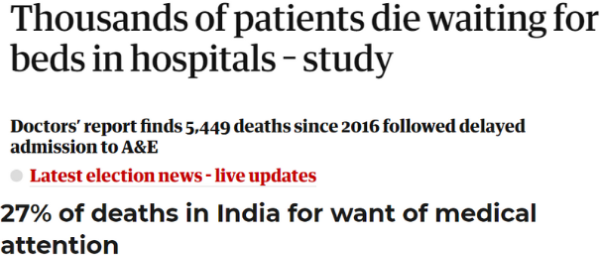 Thousands of patients die waiting for
beds in hospitals – study
Doctors’ report finds 5,449 deaths since 2016 followed delayed
admission to A&E
Latest election news - live updates
27% of deaths in India for want of medical
attention